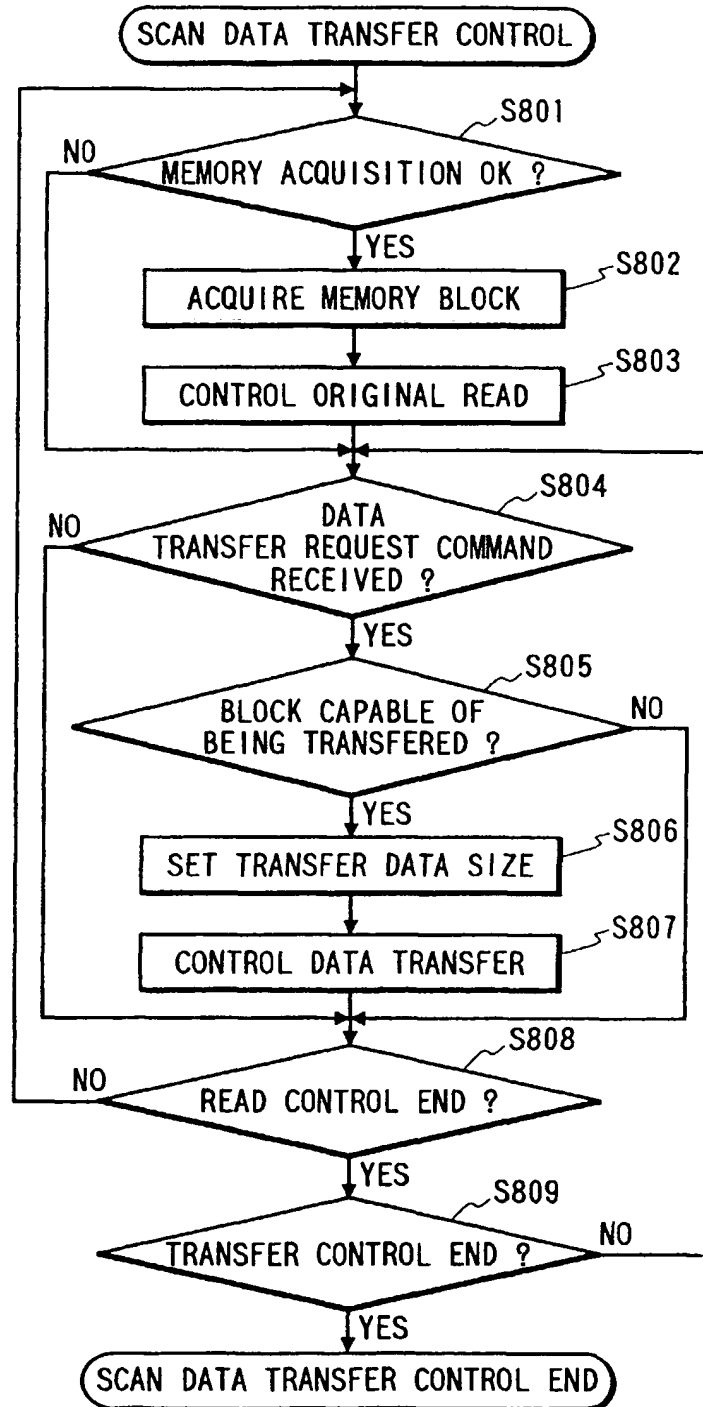 SCAN DATA TRANSFER CONTROL
S801
NO
MEMORY ACQUISITION OK ?
YES
S802
ACQUIRE MEMORY BLOCK
S803
CONTROL ORIGINAL READ
S804
NO
DATA
TRANSFER REQUEST COMMAND
RECEIVED ?
YES
S805
BLOCK CAPABLE OF
BEING TRANSFERED ?
NO
YES
S806
SET TRANSFER DATA SIZE
S807
CONTROL DATA TRANSFER
S808
NO
READ CONTROL END ?
YES
S809
TRANSFER CONTROL END ?
NO
YES
SCAN DATA TRANSFER CONTROL END